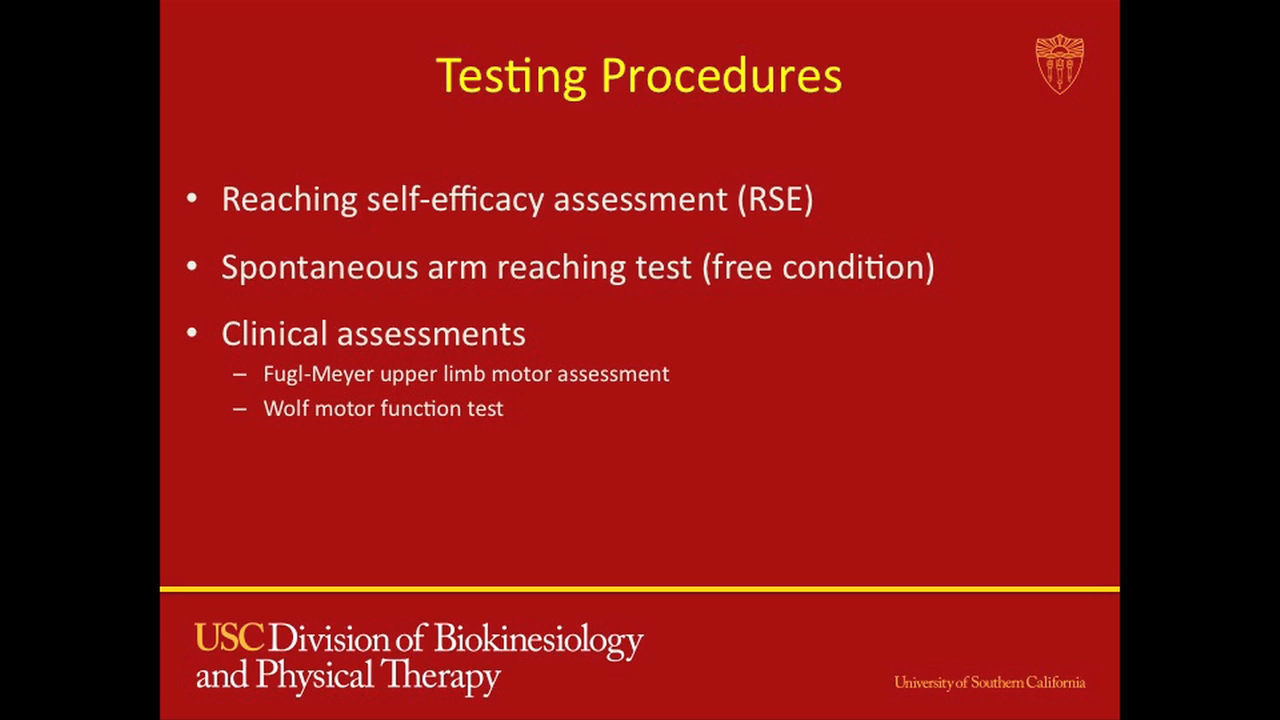 Testing Procedures
• Reaching self-efficacy assessment (RSE)
• Spontaneous arm reaching test (free condition)
• Clinical assessments
– Fugl-Meyer upper limb motor assessment
– Wolf motor function test
USC Division of Biokinesiology
and Physical Therapy
University of Southern California